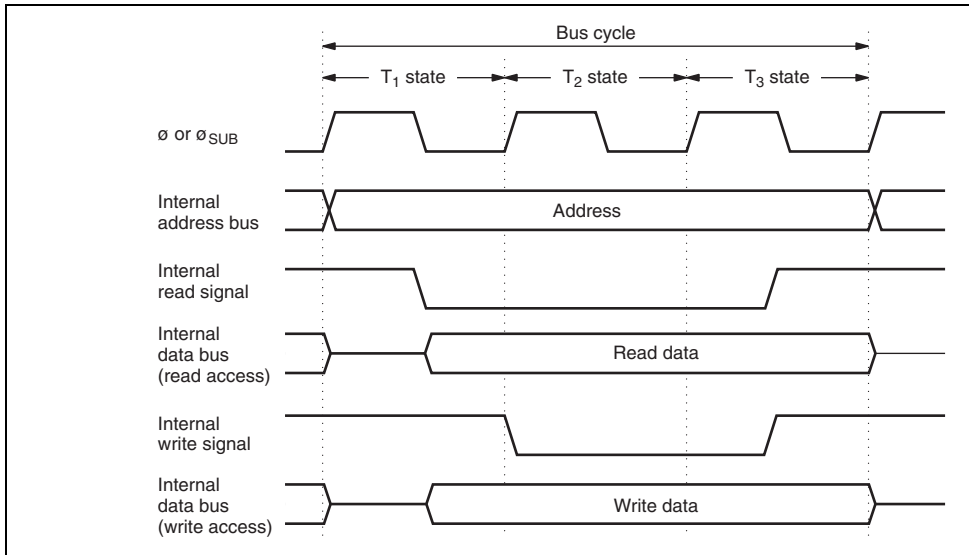 Bus cycle
T₁ state
T₂ state
T₃ state
ø or øSUB
Internal
address bus
Address
Internal
read signal
Internal
data bus
(read access)
Read data
Internal
write signal
Internal
data bus
(write access)
Write data